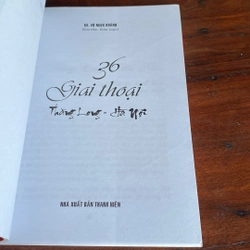 GS. VŨ NGỌC KHÁNH
36
Giai thoại
Thăng Long - Hà Nội
NHÀ XUẤT BẢN THANH NIÊN